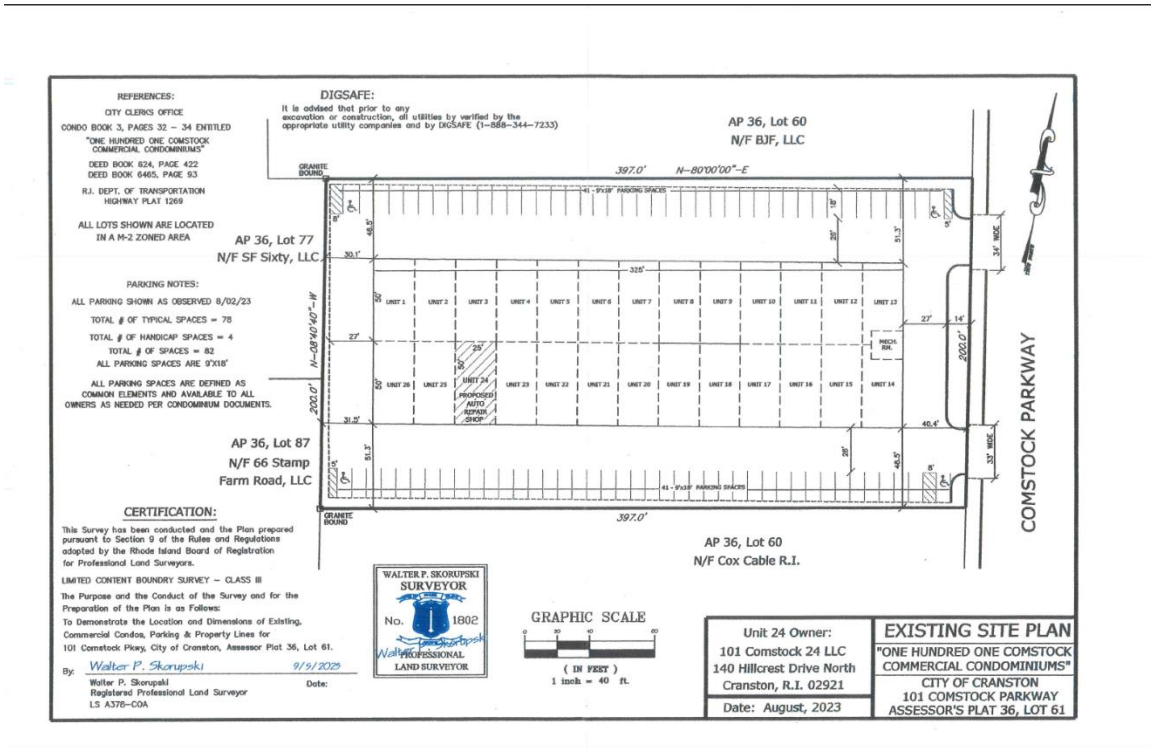 REFERENCES:
CITY CLERKS OFFICE
CONDO BOOK 3, PAGES 32 – 34 ENTITLED
"ONE HUNDRED ONE COMSTOCK
COMMERCIAL CONDOMINIUMS"
DEED BOOK 624, PAGE 422
DEED BOOK 6465, PAGE 93
R.I. DEPT. OF TRANSPORTATION
HIGHWAY PLAT 1269
ALL LOTS SHOWN ARE LOCATED
IN A M-2 ZONED AREA
PARKING NOTES:
ALL PARKING SHOWN AS OBSERVED 8/02/23
TOTAL # OF TYPICAL SPACES = 78
TOTAL # OF HANDICAP SPACES = 4
TOTAL # OF SPACES = 82
ALL PARKING SPACES ARE 9'X18'
ALL PARKING SPACES ARE DEFINED AS
COMMON ELEMENTS AND AVAILABLE TO ALL
OWNERS AS NEEDED PER CONDOMINIUM DOCUMENTS.
DIGSAFE:
It is advised that prior to any
excavation or construction, all utilities by verified by the
appropriate utility companies and by DIGSAFE (1-888-344-7233)
AP 36, Lot 60
N/F BJF, LLC
GRANITE
BOUND
397.0' N-80°00'00"-E
41 - 9'x18' PARKING SPACES
18'
8'
48.5'
26'
51.3'
34' WIDE
AP 36, Lot 77
N/F SF Sixty, LLC
30.1'
325'
50'
UNIT 1
UNIT 2
UNIT 3
UNIT 4
UNIT 5
UNIT 6
UNIT 7
UNIT 8
UNIT 9
UNIT 10
UNIT 11
UNIT 12
UNIT 13
N-08°40'40"-W
200.0'
27'
27'
14'
200.0'
MECH.
RM.
25'
50'
50'
UNIT 26
UNIT 25
UNIT 24
PROPOSED
AUTO
REPAIR
SHOP
UNIT 23
UNIT 22
UNIT 21
UNIT 20
UNIT 19
UNIT 18
UNIT 17
UNIT 16
UNIT 15
UNIT 14
31.5'
40.4'
51.3'
26'
48.5'
33' WIDE
8'
41 - 9'x18' PARKING SPACES
COMSTOCK PARKWAY
AP 36, Lot 87
N/F 66 Stamp
Farm Road, LLC
GRANITE
BOUND
397.0'
AP 36, Lot 60
N/F Cox Cable R.I.
CERTIFICATION:
This Survey has been conducted and the Plan prepared
pursuant to Section 9 of the Rules and Regulations
adopted by the Rhode Island Board of Registration
for Professional Land Surveyors.
LIMITED CONTENT BOUNDRY SURVEY – CLASS III
The Purpose and the Conduct of the Survey and for the
Preparation of the Plan is as Follows:
To Demonstrate the Location and Dimensions of Existing,
Commercial Condos, Parking & Property Lines for
101 Comstock Pkwy, City of Cranston, Assessor Plat 36, Lot 61.
By: Walter P. Skorupski 9/5/2023
Walter P. Skorupski Date:
Registered Professional Land Surveyor
LS A378-COA
WALTER P. SKORUPSKI
SURVEYOR
No. 1802
Walter P. Skorupski
PROFESSIONAL
LAND SURVEYOR
GRAPHIC SCALE
0 20 40 80
( IN FEET )
1 inch = 40 ft.
Unit 24 Owner:
101 Comstock 24 LLC
140 Hillcrest Drive North
Cranston, R.I. 02921
Date: August, 2023
EXISTING SITE PLAN
"ONE HUNDRED ONE COMSTOCK
COMMERCIAL CONDOMINIUMS"
CITY OF CRANSTON
101 COMSTOCK PARKWAY
ASSESSOR'S PLAT 36, LOT 61